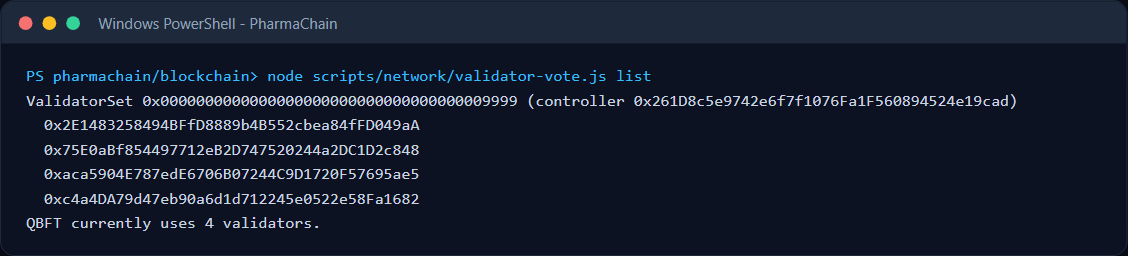 Windows PowerShell - PharmaChain
PS pharmachain/blockchain> node scripts/network/validator-vote.js list
ValidatorSet 0x0000000000000000000000000000000000009999 (controller 0x261D8c5e9742e6f7f1076Fa1F560894524e19cad)
0x2E1483258494BFfD8889b4B552cbea84fFD049aA
0x75E0aBf854497712eB2D747520244a2DC1D2c848
0xaca5904E787edE6706B07244C9D1720F57695ae5
0xc4a4DA79d47eb90a6d1d712245e0522e58Fa1682
QBFT currently uses 4 validators.